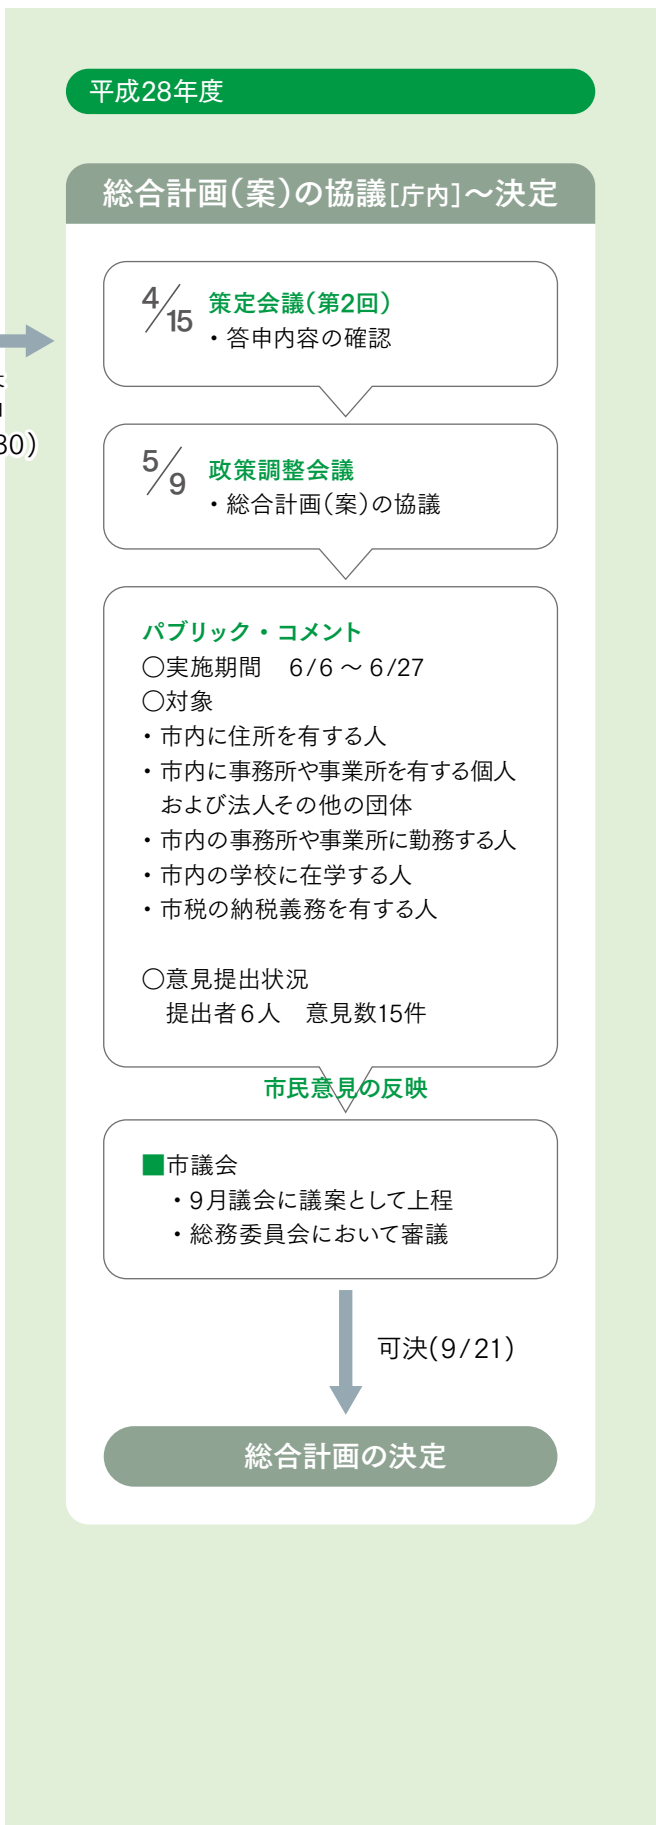 平成28年度
総合計画（案）の協議［庁内］～決定
4/15 策定会議（第2回）
・答申内容の確認
30）
5/9 政策調整会議
・総合計画（案）の協議
パブリック・コメント
〇実施期間　6/6 ～ 6/27
〇対象
・市内に住所を有する人
・市内に事務所や事業所を有する個人
および法人その他の団体
・市内の事務所や事業所に勤務する人
・市内の学校に在学する人
・市税の納税義務を有する人
〇意見提出状況
提出者6人　意見数15件
市民意見の反映
■市議会
・9月議会に議案として上程
・総務委員会において審議
可決（9/21）
総合計画の決定